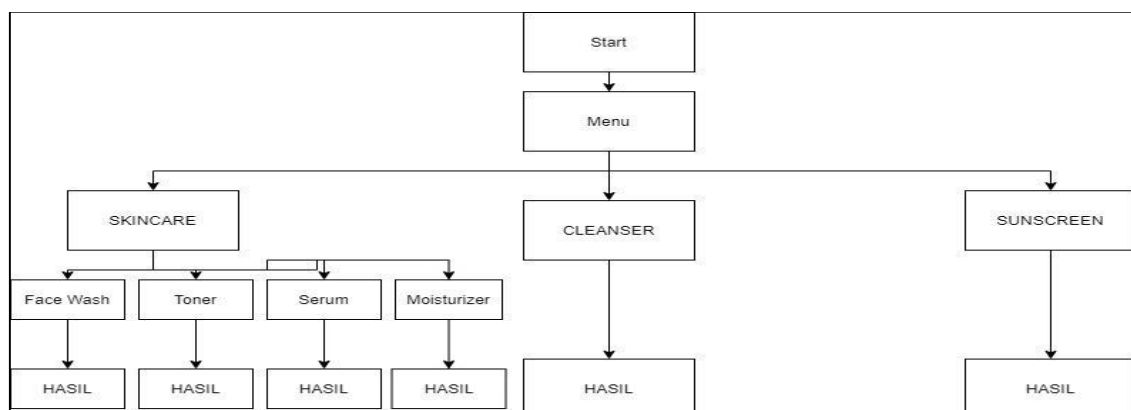 Start
Menu
SKINCARE
CLEANSER
SUNSCREEN
Face Wash
Toner
Serum
Moisturizer
HASIL
HASIL
HASIL
HASIL
HASIL
HASIL